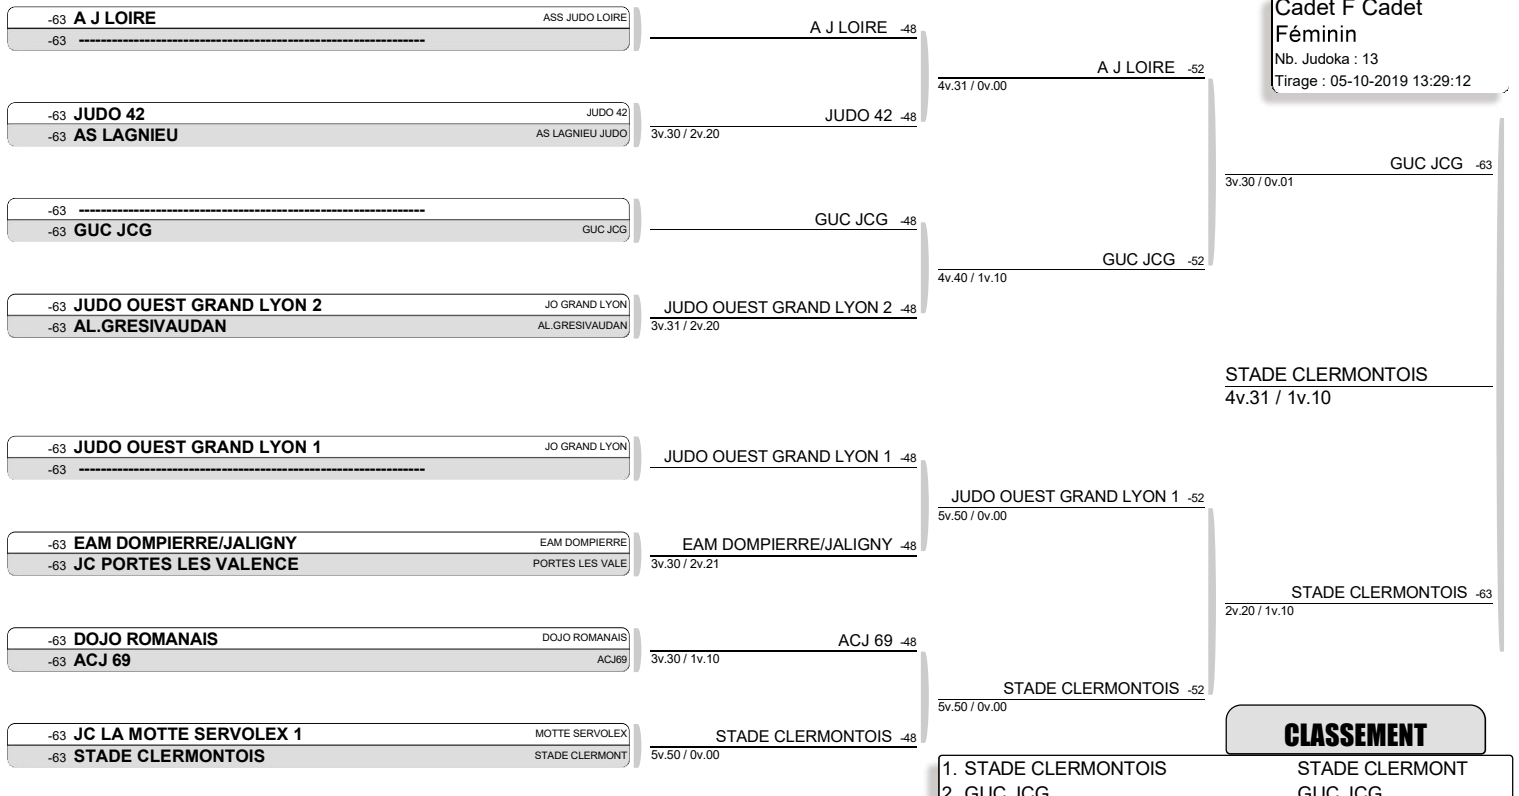 -63 A J LOIRE ASS JUDO LOIRE
-63 ----------------------------------------------------------------
-63 JUDO 42 JUDO 42
-63 AS LAGNIEU AS LAGNIEU JUDO
-63 ----------------------------------------------------------------
-63 GUC JCG GUC JCG
-63 JUDO OUEST GRAND LYON 2 JO GRAND LYON
-63 AL.GRESIVAUDAN AL.GRESIVAUDAN
-63 JUDO OUEST GRAND LYON 1 JO GRAND LYON
-63 ----------------------------------------------------------------
-63 EAM DOMPIERRE/JALIGNY EAM DOMPIERRE
-63 JC PORTES LES VALENCE PORTES LES VALE
-63 DOJO ROMANAIS DOJO ROMANAIS
-63 ACJ 69 ACJ69
-63 JC LA MOTTE SERVOLEX 1 MOTTE SERVOLEX
-63 STADE CLERMONTOIS STADE CLERMONT
A J LOIRE -48
JUDO 42 -48
3v.30 / 2v.20
GUC JCG -48
JUDO OUEST GRAND LYON 2 -48
3v.31 / 2v.20
JUDO OUEST GRAND LYON 1 -48
EAM DOMPIERRE/JALIGNY -48
3v.30 / 2v.21
ACJ 69 -48
3v.30 / 1v.10
STADE CLERMONTOIS -48
5v.50 / 0v.00
A J LOIRE -52
4v.31 / 0v.00
GUC JCG -52
4v.40 / 1v.10
JUDO OUEST GRAND LYON 1 -52
5v.50 / 0v.00
STADE CLERMONTOIS -52
5v.50 / 0v.00
Cadet F Cadet
Féminin
Nb. Judoka : 13
Tirage : 05-10-2019 13:29:12
GUC JCG -63
3v.30 / 0v.01
STADE CLERMONTOIS
4v.31 / 1v.10
STADE CLERMONTOIS -63
2v.20 / 1v.10
CLASSEMENT
1. STADE CLERMONTOIS STADE CLERMONT
2. GUC JCG GUC JCG